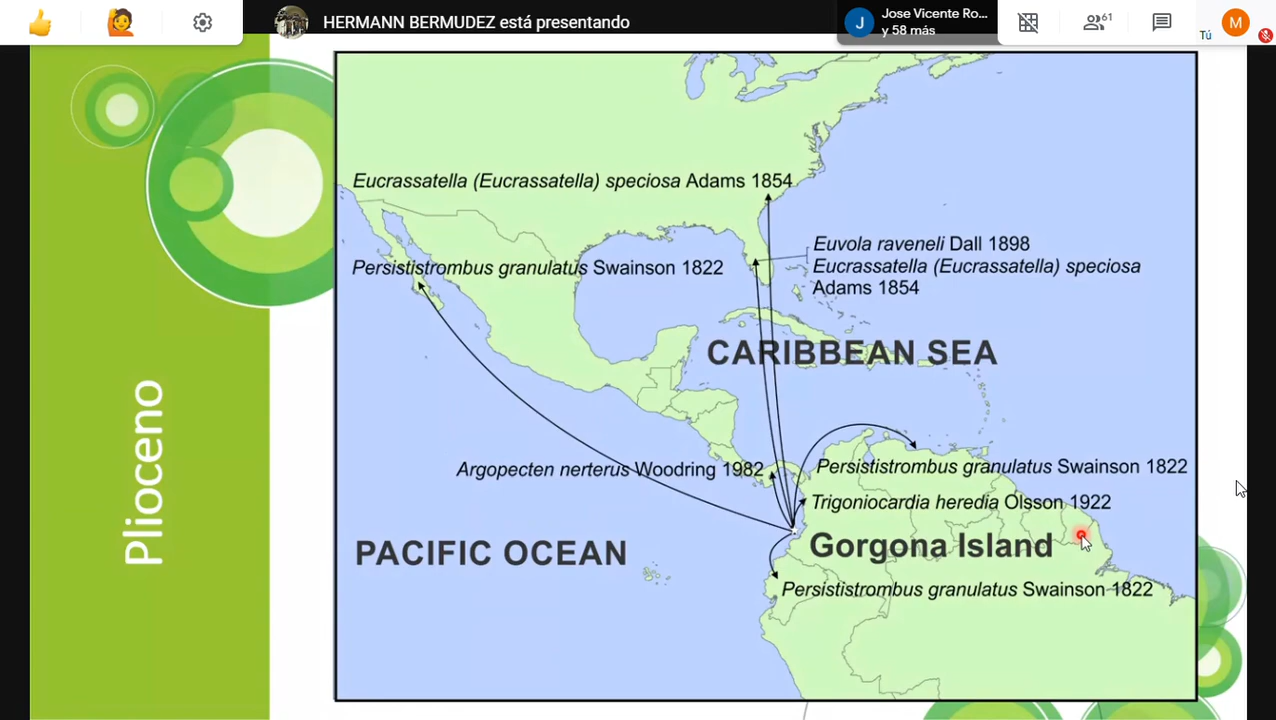 HERMANN BERMUDEZ está presentando
J
Jose Vicente Ro...
y 58 más
61
Tú
M
Plioceno
Eucrassatella (Eucrassatella) speciosa Adams 1854
Euvola raveneli Dall 1898
Eucrassatella (Eucrassatella) speciosa
Adams 1854
Persististrombus granulatus Swainson 1822
CARIBBEAN SEA
Argopecten nerterus Woodring 1982
Persististrombus granulatus Swainson 1822
Trigoniocardia heredia Olsson 1922
PACIFIC OCEAN
Gorgona Island
Persististrombus granulatus Swainson 1822